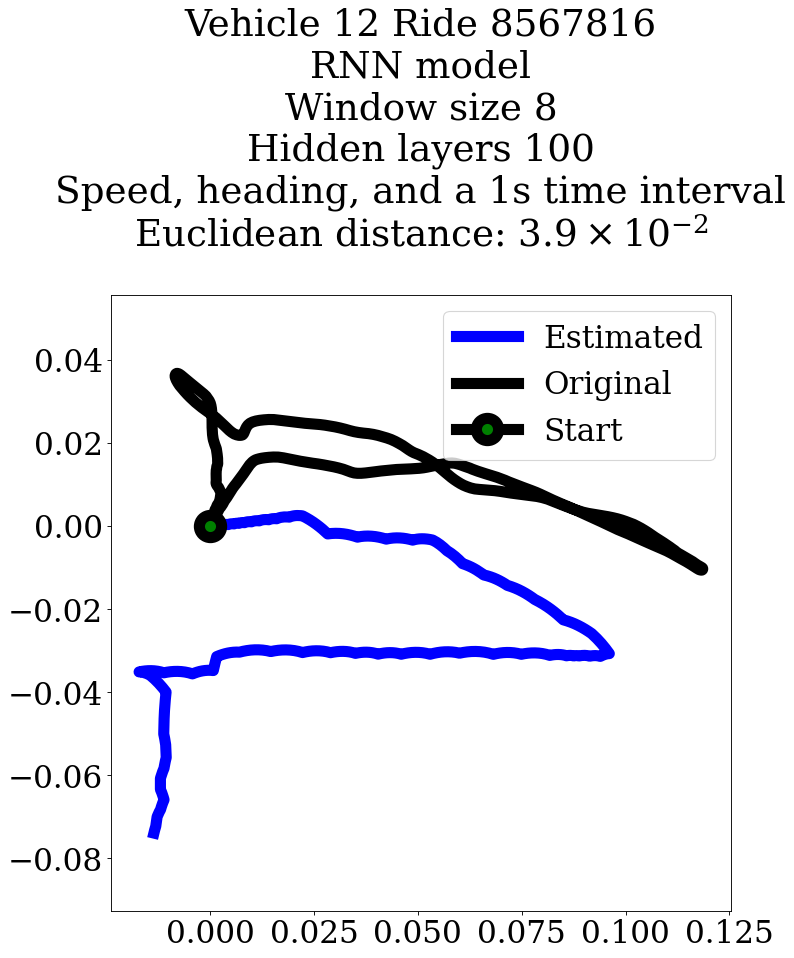 Vehicle 12 Ride 8567816
RNN model
Window size 8
Hidden layers 100
Speed, heading, and a 1s time interval
Euclidean distance: 3.9 × 10⁻²
Estimated
Original
Start
0.04
0.02
0.00
−0.02
−0.04
−0.06
−0.08
0.000 0.025 0.050 0.075 0.100 0.125